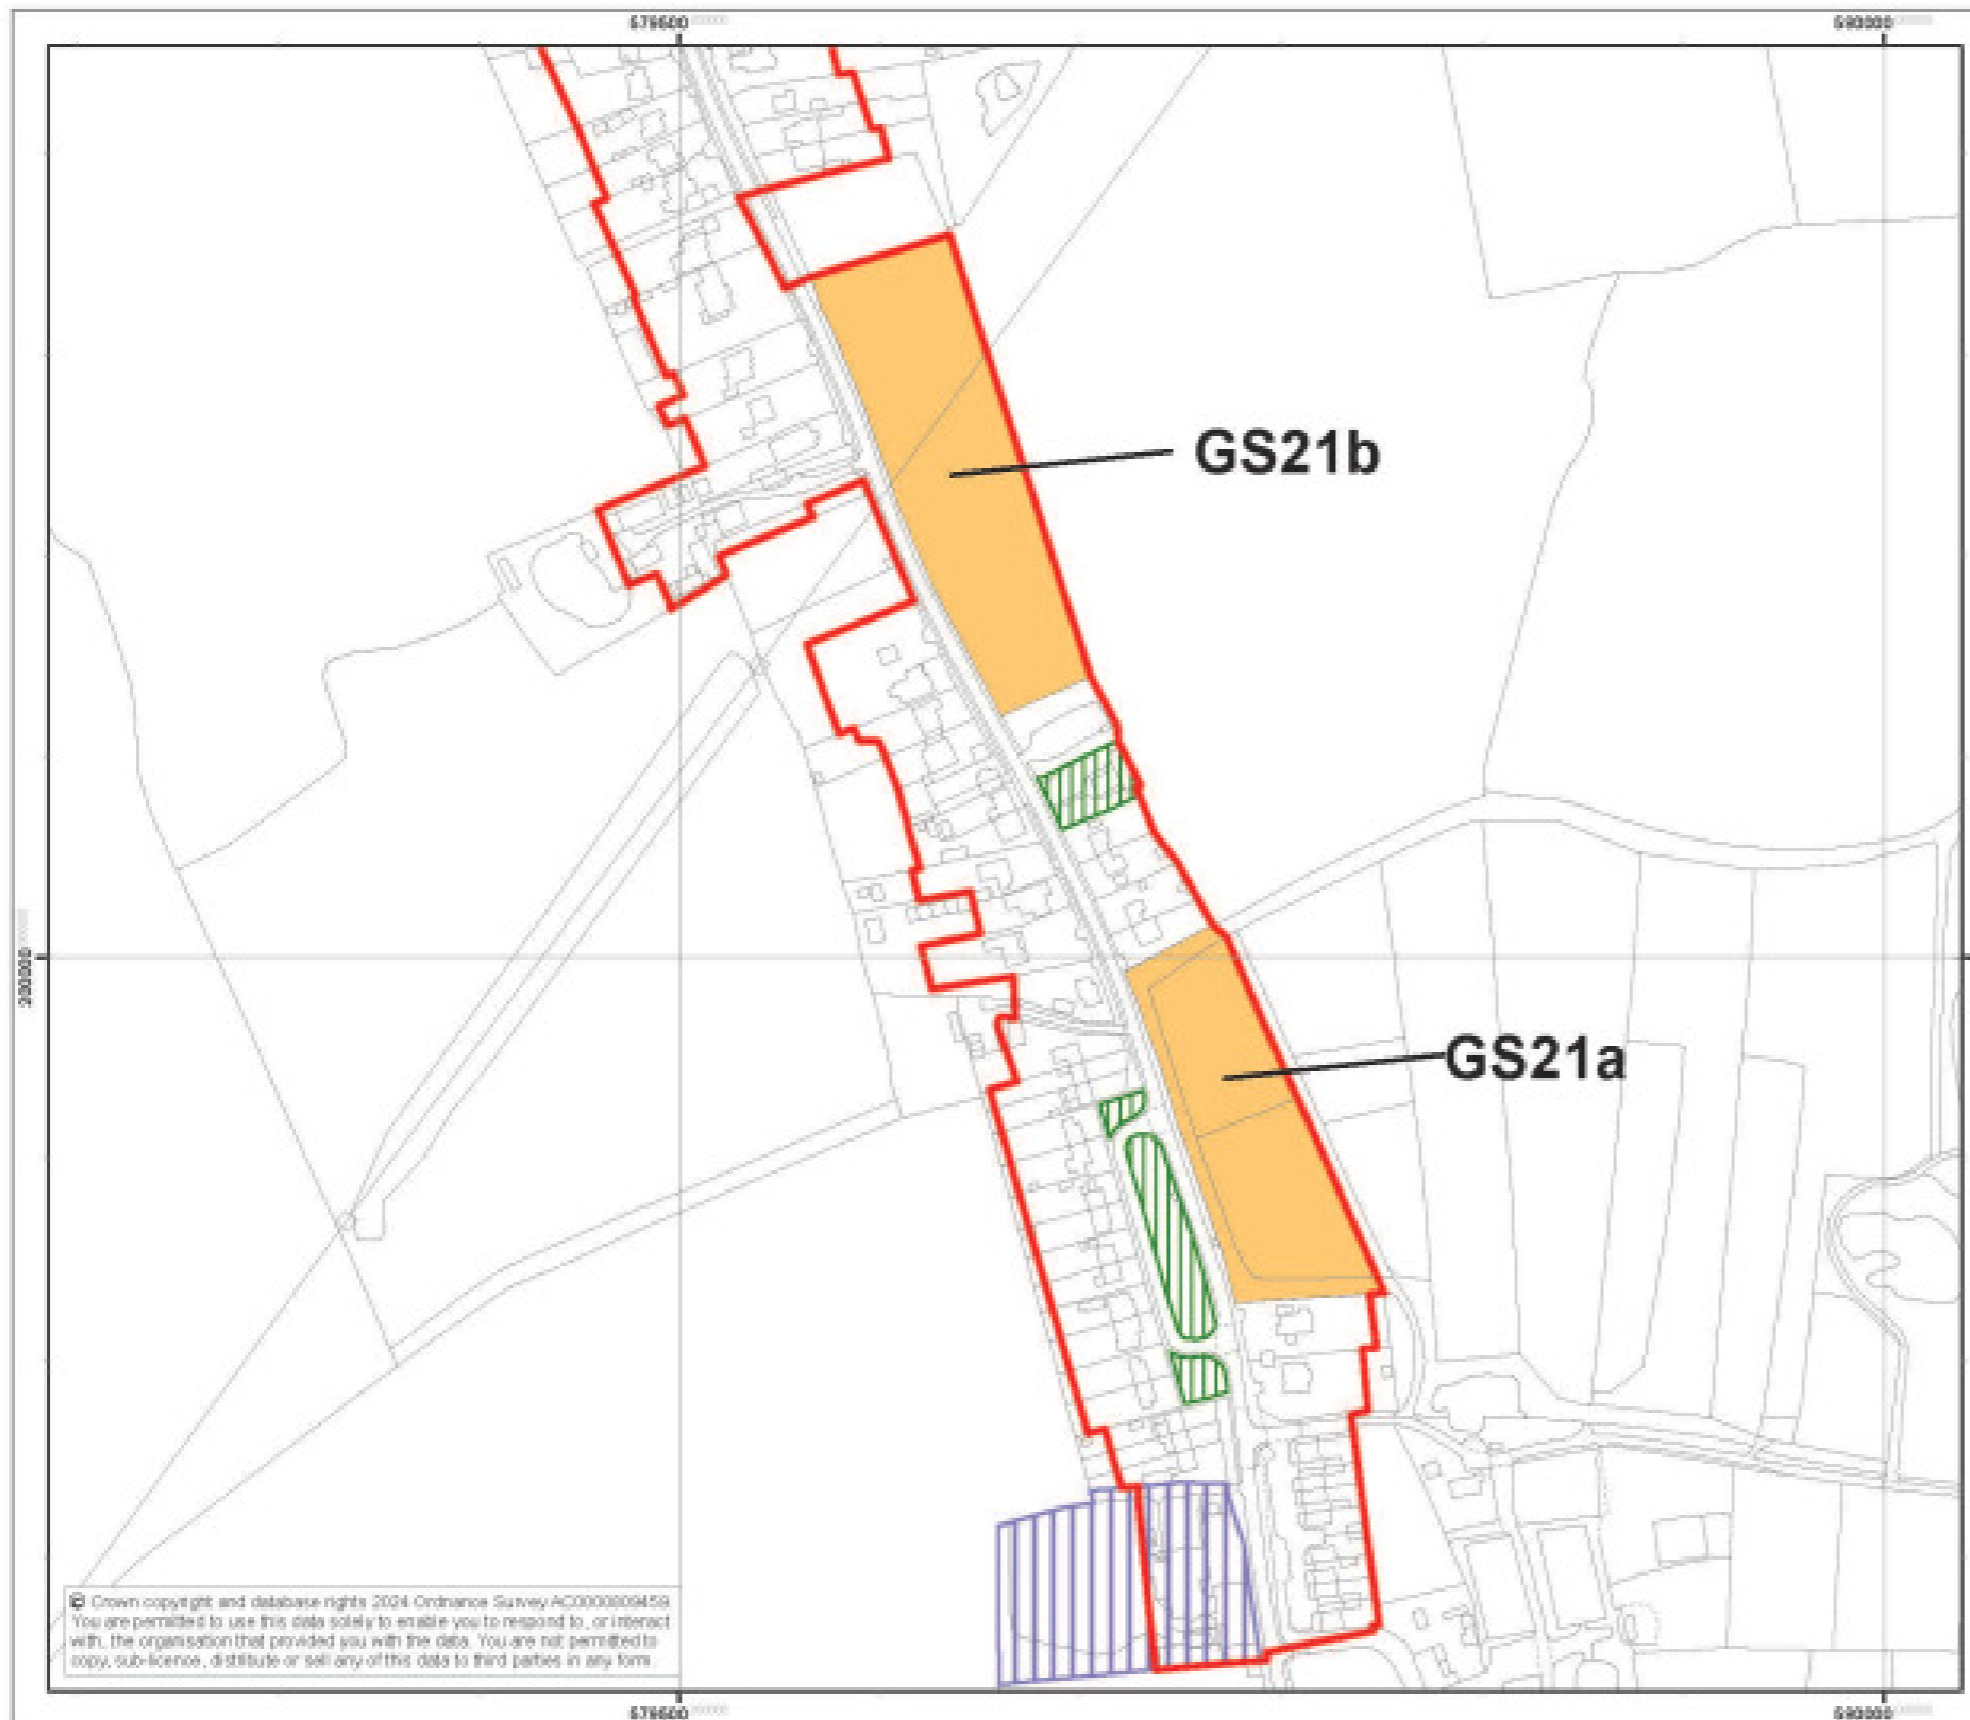 GS21b
GS21a
© Crown copyright and database rights 2024 Ordnance Survey AC0000809459
You are permitted to use this data solely to enable you to respond to, or interact
with, the organisation that provided you with the data. You are not permitted to
copy, sub-licence, distribute or sell any of this data to third parties in any form